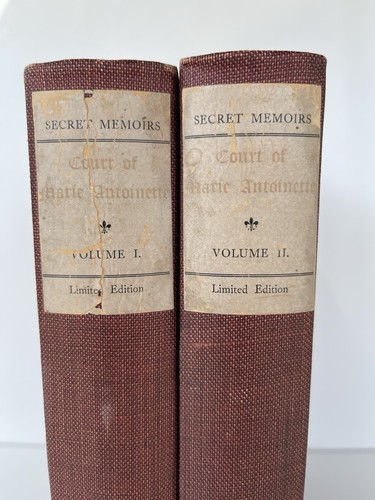 SECRET MEMOIRS
Court of
Marie Antoinette
VOLUME I.
Limited Edition
SECRET MEMOIRS
Court of
Marie Antoinette
VOLUME II.
Limited Edition